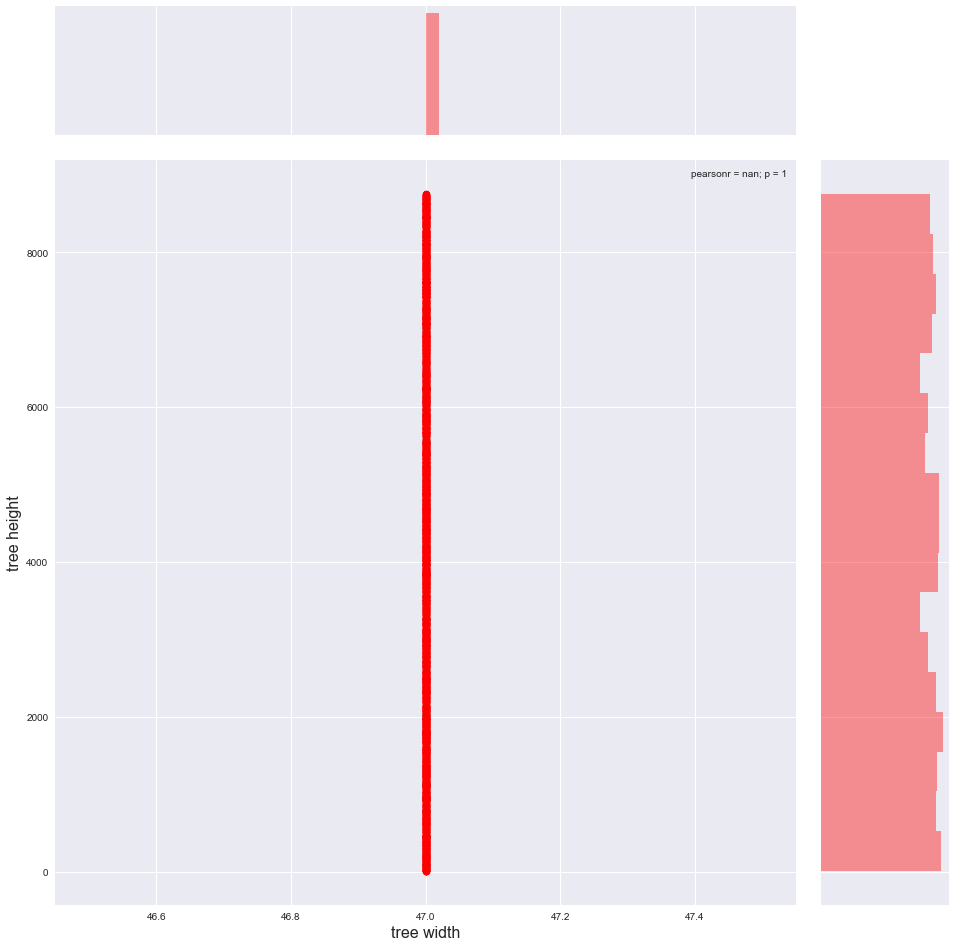 pearsonr = nan; p = 1
8000
6000
4000
2000
0
tree height
46.6 46.8 47.0 47.2 47.4
tree width